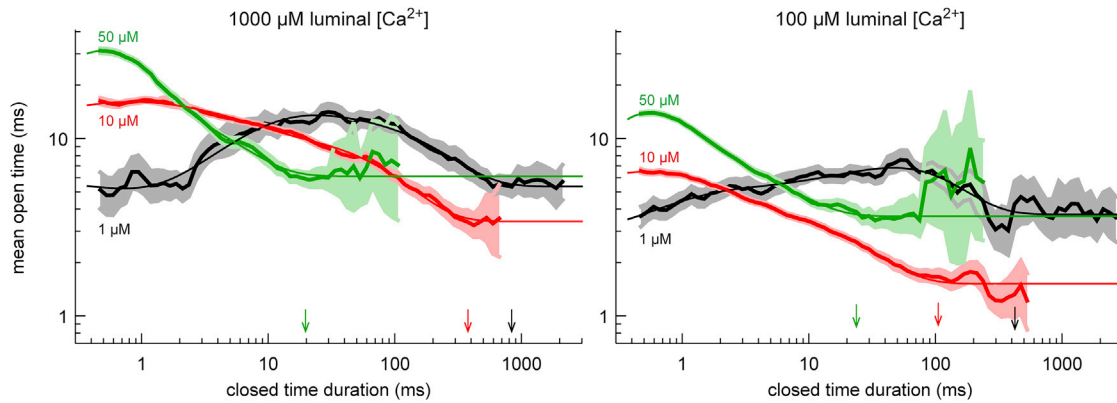 1000 µM luminal [Ca²⁺]
100 µM luminal [Ca²⁺]
mean open time (ms)
10
1
50 µM
10 µM
1 µM
1
10
100
1000
closed time duration (ms)
10
1
50 µM
10 µM
1 µM
1
10
100
1000
closed time duration (ms)